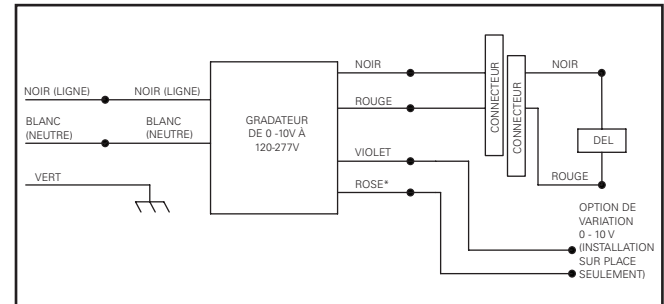 NOIR (LIGNE)
NOIR (LIGNE)
BLANC
(NEUTRE)
BLANC
(NEUTRE)
VERT
GRADATEUR
DE 0 -10V À
120-277V
NOIR
ROUGE
VIOLET
ROSE*
CONNECTEUR
CONNECTEUR
NOIR
DEL
ROUGE
OPTION DE
VARIATION
0 - 10 V
(INSTALLATION
SUR PLACE
SEULEMENT)